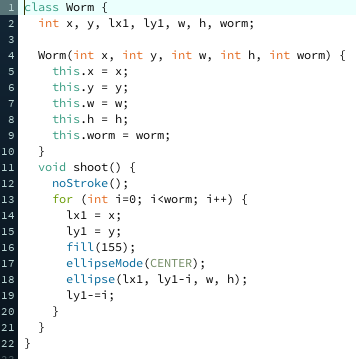 1 class Worm {
2   int x, y, lx1, ly1, w, h, worm;
3
4   Worm(int x, int y, int w, int h, int worm) {
5     this.x = x;
6     this.y = y;
7     this.w = w;
8     this.h = h;
9     this.worm = worm;
10   }
11   void shoot() {
12     noStroke();
13     for (int i=0; i<worm; i++) {
14       lx1 = x;
15       ly1 = y;
16       fill(155);
17       ellipseMode(CENTER);
18       ellipse(lx1, ly1-i, w, h);
19       ly1-=i;
20     }
21   }
22 }